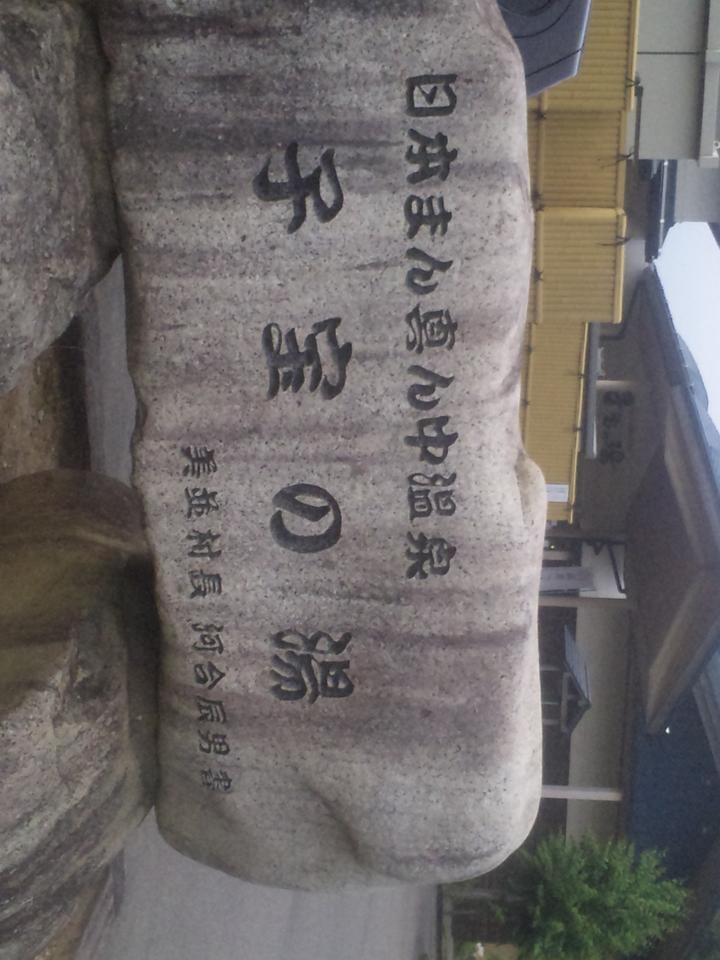 日本まん真ん中温泉
子宝の湯
美並村長 河合辰男書